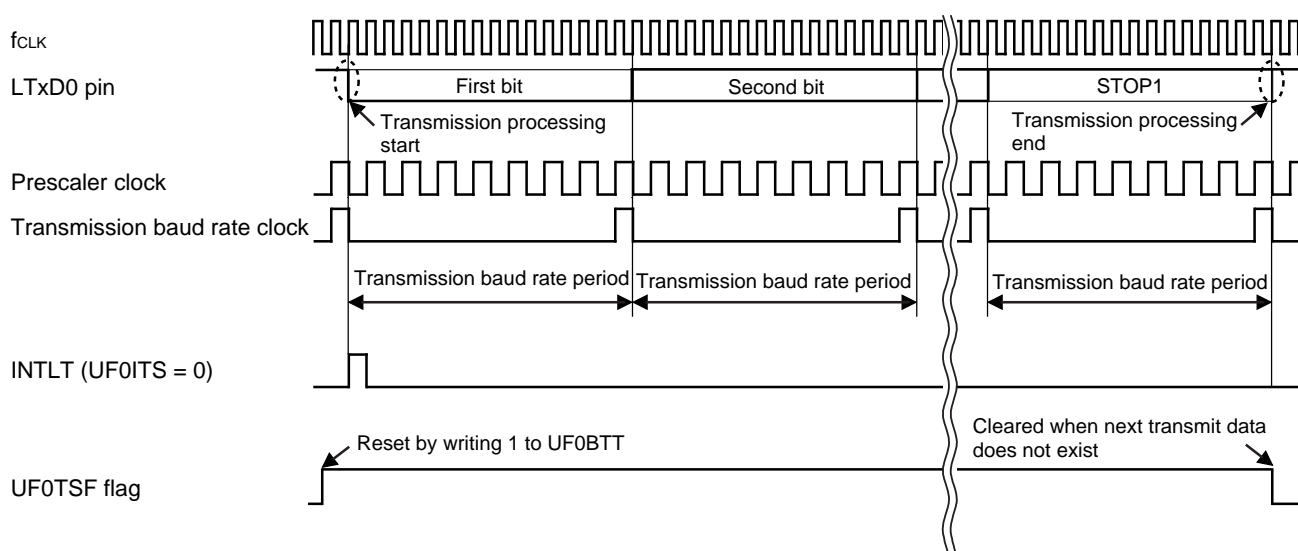 fCLK
LTxD0 pin
First bit
Second bit
STOP1
Transmission processing
start
Transmission processing
end
Prescaler clock
Transmission baud rate clock
Transmission baud rate period
Transmission baud rate period
Transmission baud rate period
INTLT (UF0ITS = 0)
Reset by writing 1 to UF0BTT
Cleared when next transmit data
does not exist
UF0TSF flag